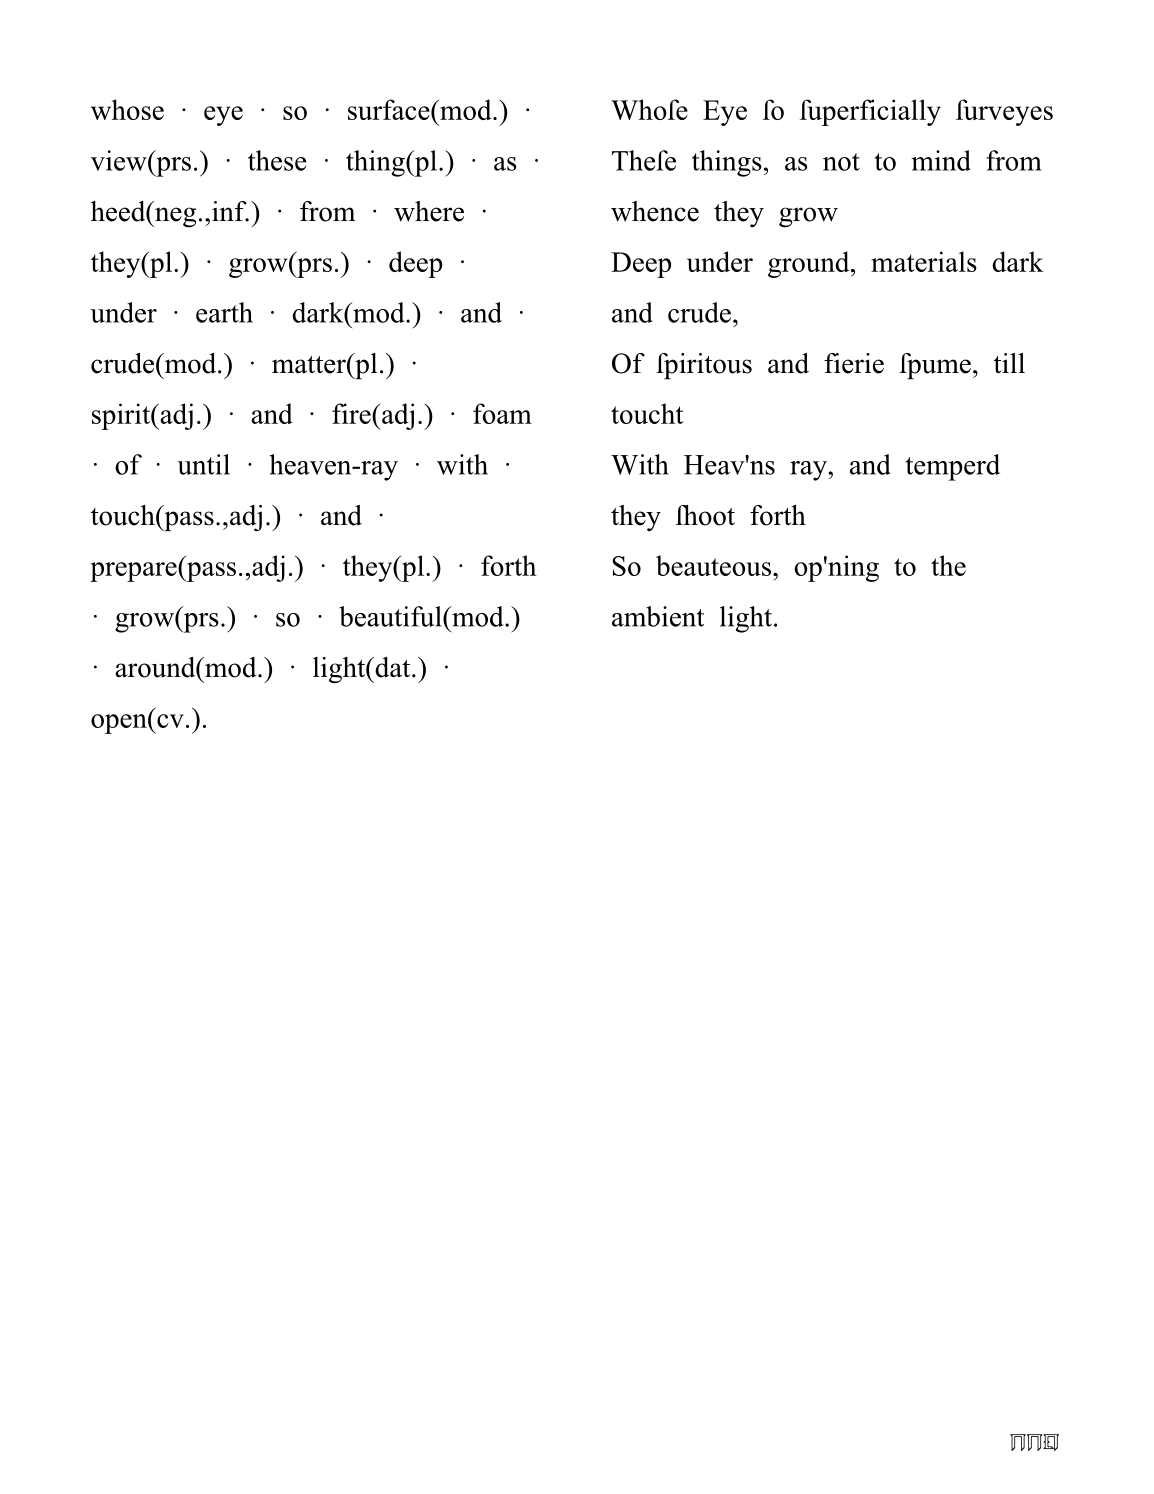 whose · eye · so · surface(mod.) ·
view(prs.) · these · thing(pl.) · as ·
heed(neg.,inf.) · from · where ·
they(pl.) · grow(prs.) · deep ·
under · earth · dark(mod.) · and ·
crude(mod.) · matter(pl.) ·
spirit(adj.) · and · fire(adj.) · foam
· of · until · heaven-ray · with ·
touch(pass.,adj.) · and ·
prepare(pass.,adj.) · they(pl.) · forth
· grow(prs.) · so · beautiful(mod.)
· around(mod.) · light(dat.) ·
open(cv.).
Whoſe Eye ſo ſuperficially ſurveyes
Theſe things, as not to mind from
whence they grow
Deep under ground, materials dark
and crude,
Of ſpiritous and fierie ſpume, till
toucht
With Heav'ns ray, and temperd
they ſhoot forth
So beauteous, op'ning to the
ambient light.